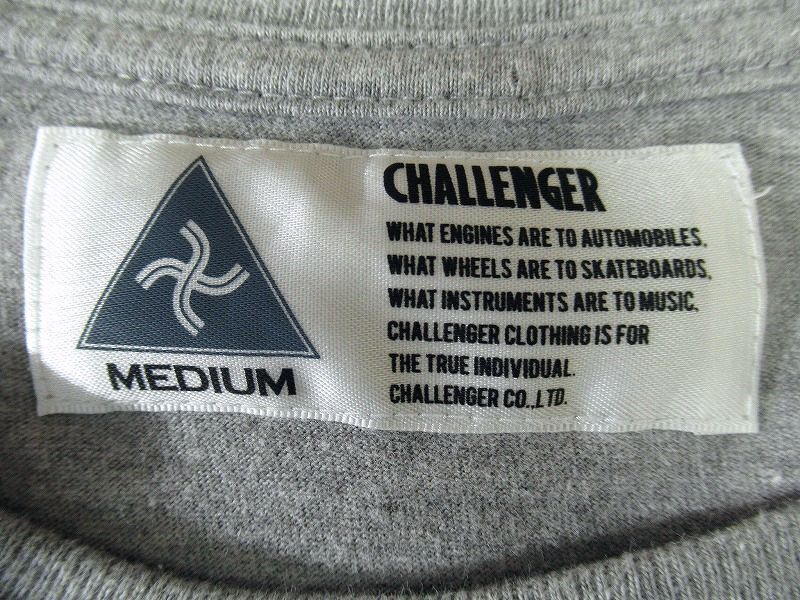 MEDIUM
CHALLENGER
WHAT ENGINES ARE TO AUTOMOBILES.
WHAT WHEELS ARE TO SKATEBOARDS,
WHAT INSTRUMENTS ARE TO MUSIC,
CHALLENGER CLOTHING IS FOR
THE TRUE INDIVIDUAL.
CHALLENGER CO.,LTD.